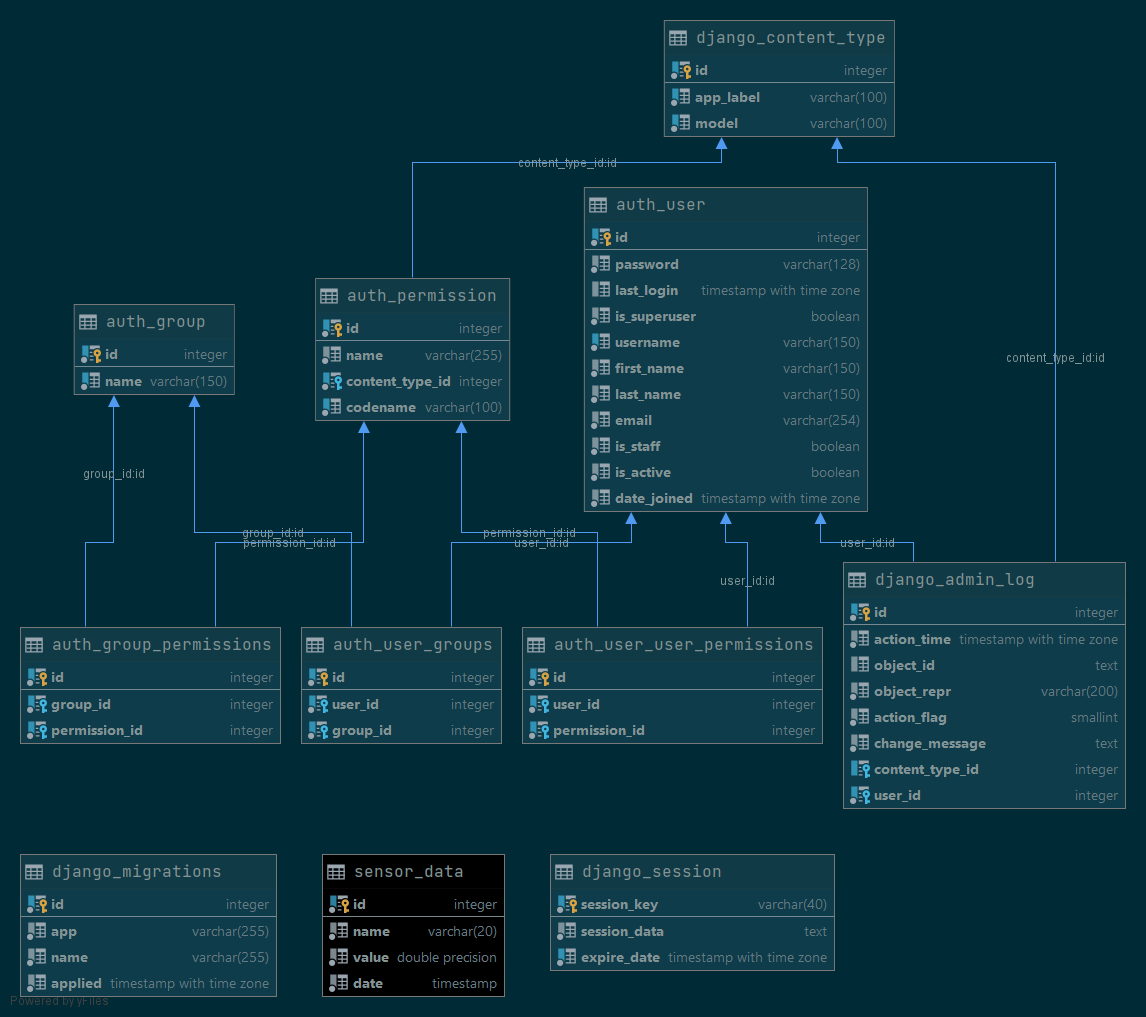 django_content_type
id integer
app_label varchar(100)
model varchar(100)
content_type_id:id
auth_user
id integer
password varchar(128)
last_login timestamp with time zone
is_superuser boolean
username varchar(150)
first_name varchar(150)
last_name varchar(150)
email varchar(254)
is_staff boolean
is_active boolean
date_joined timestamp with time zone
auth_permission
id integer
name varchar(255)
content_type_id integer
codename varchar(100)
auth_group
id integer
name varchar(150)
content_type_id:id
group_id:id
group_id:id
permission_id:id
permission_id:id
user_id:id
user_id:id
user_id:id
django_admin_log
id integer
action_time timestamp with time zone
object_id text
object_repr varchar(200)
action_flag smallint
change_message text
content_type_id integer
user_id integer
auth_group_permissions
id integer
group_id integer
permission_id integer
auth_user_groups
id integer
user_id integer
group_id integer
auth_user_user_permissions
id integer
user_id integer
permission_id integer
django_migrations
id integer
app varchar(255)
name varchar(255)
applied timestamp with time zone
sensor_data
id integer
name varchar(20)
value double precision
date timestamp
django_session
session_key varchar(40)
session_data text
expire_date timestamp with time zone
Powered by yFiles